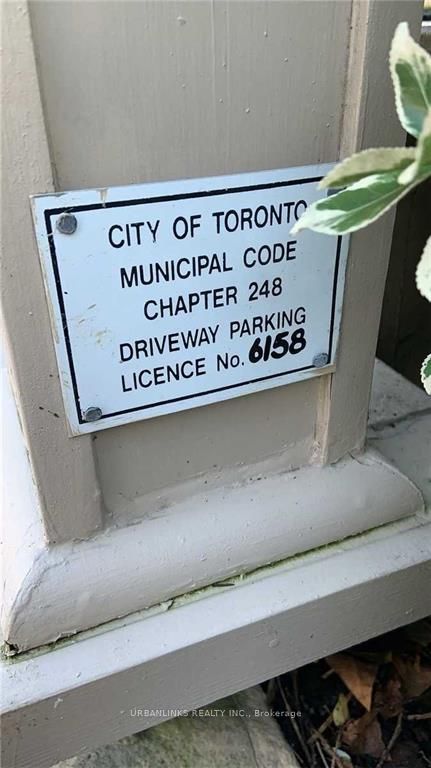 CITY OF TORONTO
MUNICIPAL CODE
CHAPTER 248
DRIVEWAY PARKING
LICENCE No. 6158
URBANLINKS REALTY INC., Brokerage